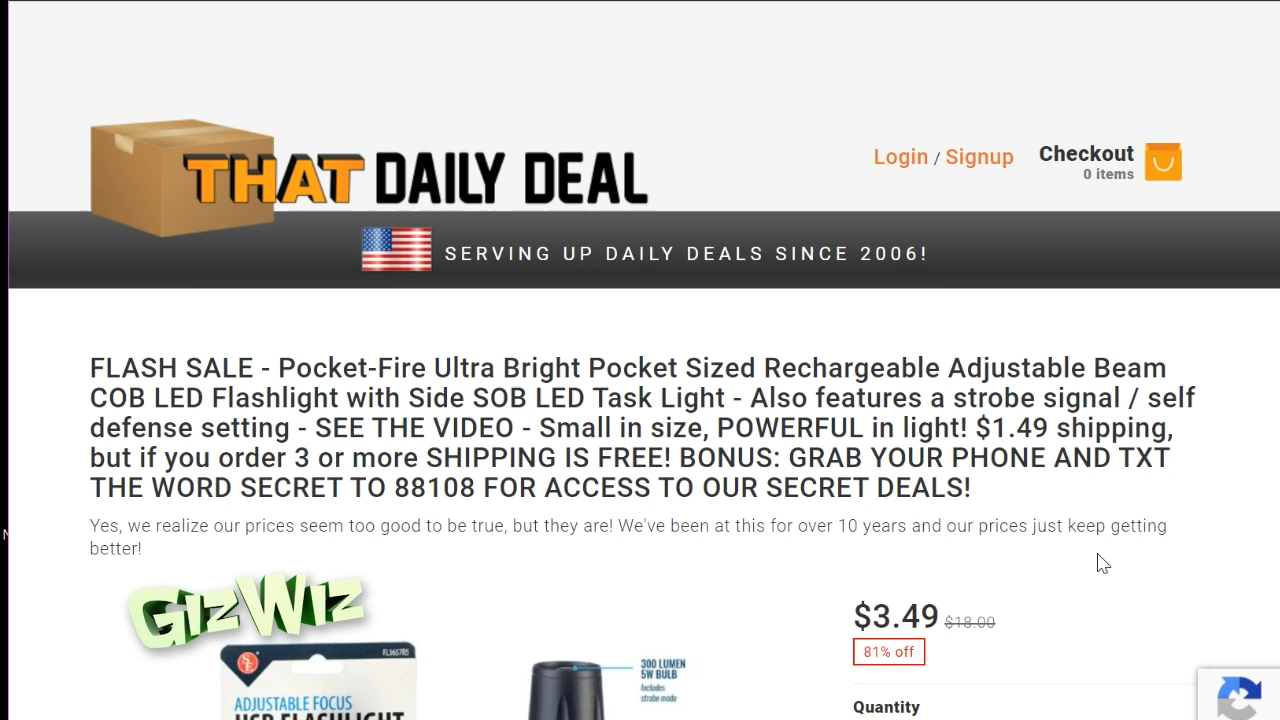 THAT DAILY DEAL
Login / Signup
Checkout
0 items
SERVING UP DAILY DEALS SINCE 2006!
FLASH SALE - Pocket-Fire Ultra Bright Pocket Sized Rechargeable Adjustable Beam
COB LED Flashlight with Side SOB LED Task Light - Also features a strobe signal / self
defense setting - SEE THE VIDEO - Small in size, POWERFUL in light! $1.49 shipping,
but if you order 3 or more SHIPPING IS FREE! BONUS: GRAB YOUR PHONE AND TXT
THE WORD SECRET TO 88108 FOR ACCESS TO OUR SECRET DEALS!
Yes, we realize our prices seem too good to be true, but they are! We've been at this for over 10 years and our prices just keep getting
better!
GIZWIZ
$3.49 $18.00
81% off
FL3657RS
300 LUMEN
5W BULB
Includes
strobe mode
ADJUSTABLE FOCUS
USB FLASHLIGHT
Quantity